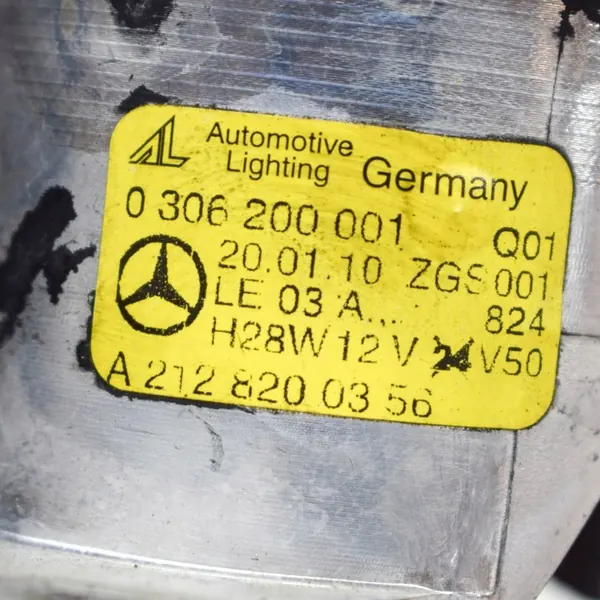 AL Automotive Lighting Germany
0 306 200 001 Q01
20.01.10 ZGS 001
LE 03 A.... 824
H28W 12 V 24 V50
A 212 820 03 56